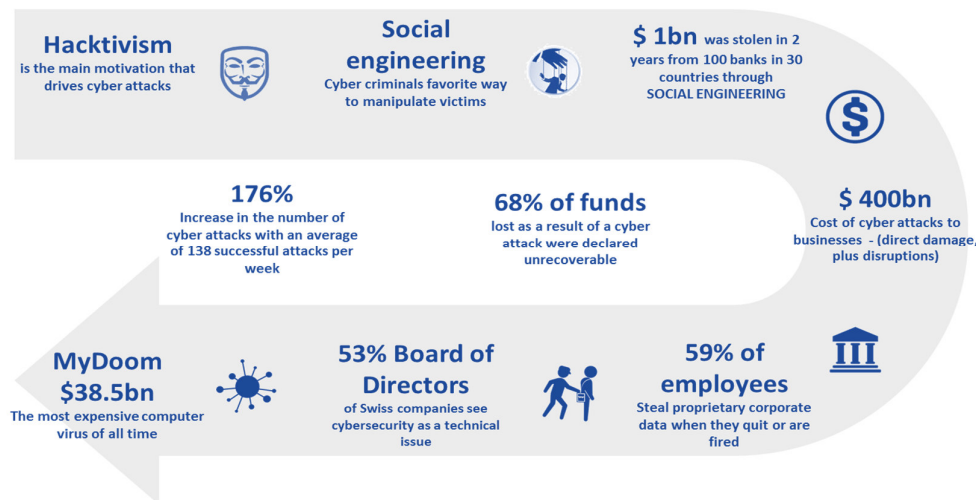 Hacktivism
is the main motivation that
drives cyber attacks
Social
engineering
Cyber criminals favorite way
to manipulate victims
$ 1bn was stolen in 2
years from 100 banks in 30
countries through
SOCIAL ENGINEERING
$
$ 400bn
Cost of cyber attacks to
businesses - (direct damage,
plus disruptions)
68% of funds
lost as a result of a cyber
attack were declared
unrecoverable
176%
Increase in the number of
cyber attacks with an average
of 138 successful attacks per
week
59% of
employees
Steal proprietary corporate
data when they quit or are
fired
53% Board of
Directors
of Swiss companies see
cybersecurity as a technical
issue
MyDoom
$38.5bn
The most expensive computer
virus of all time